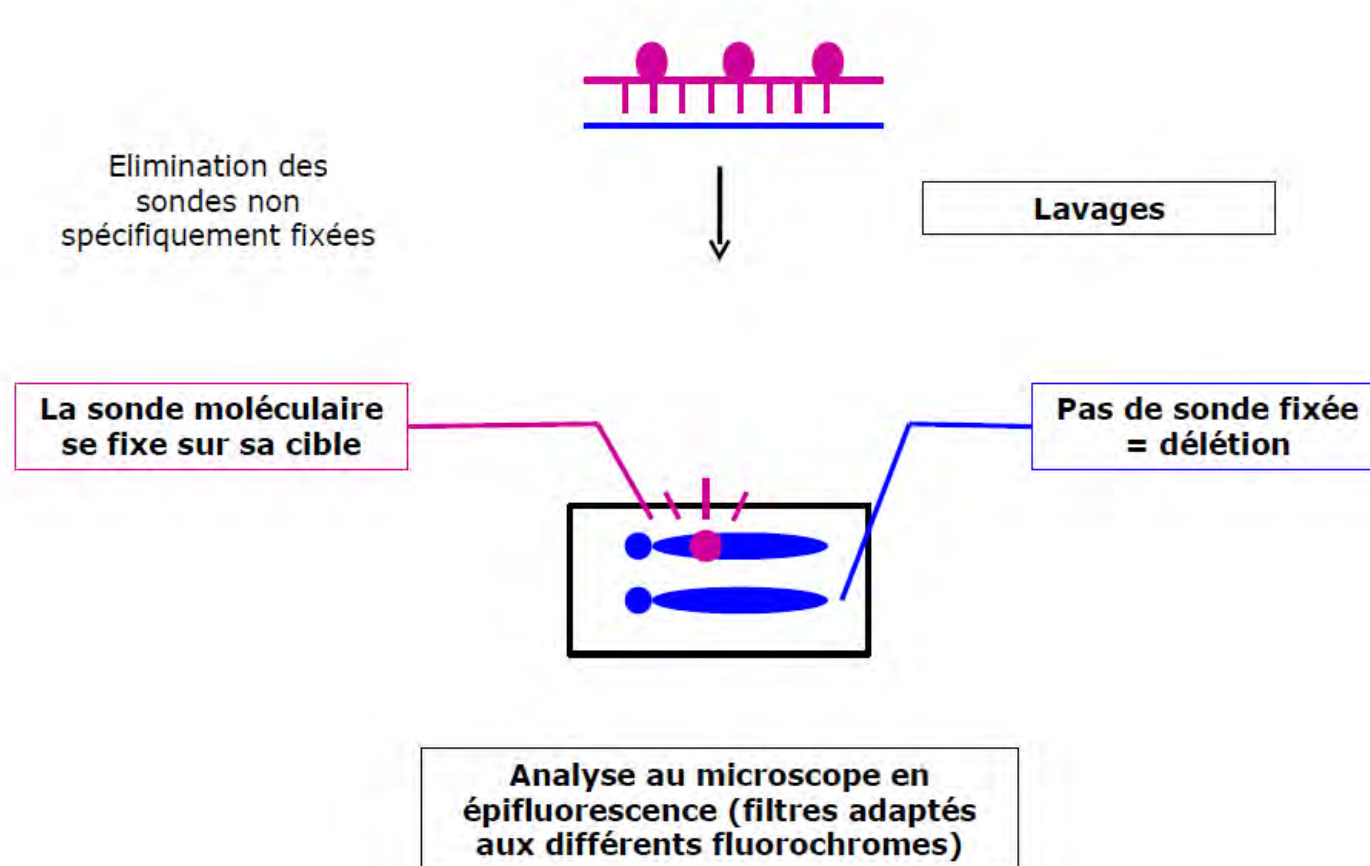 Elimination des
sondes non
spécifiquement fixées
Lavages
La sonde moléculaire
se fixe sur sa cible
Pas de sonde fixée
= délétion
Analyse au microscope en
épifluorescence (filtres adaptés
aux différents fluorochromes)